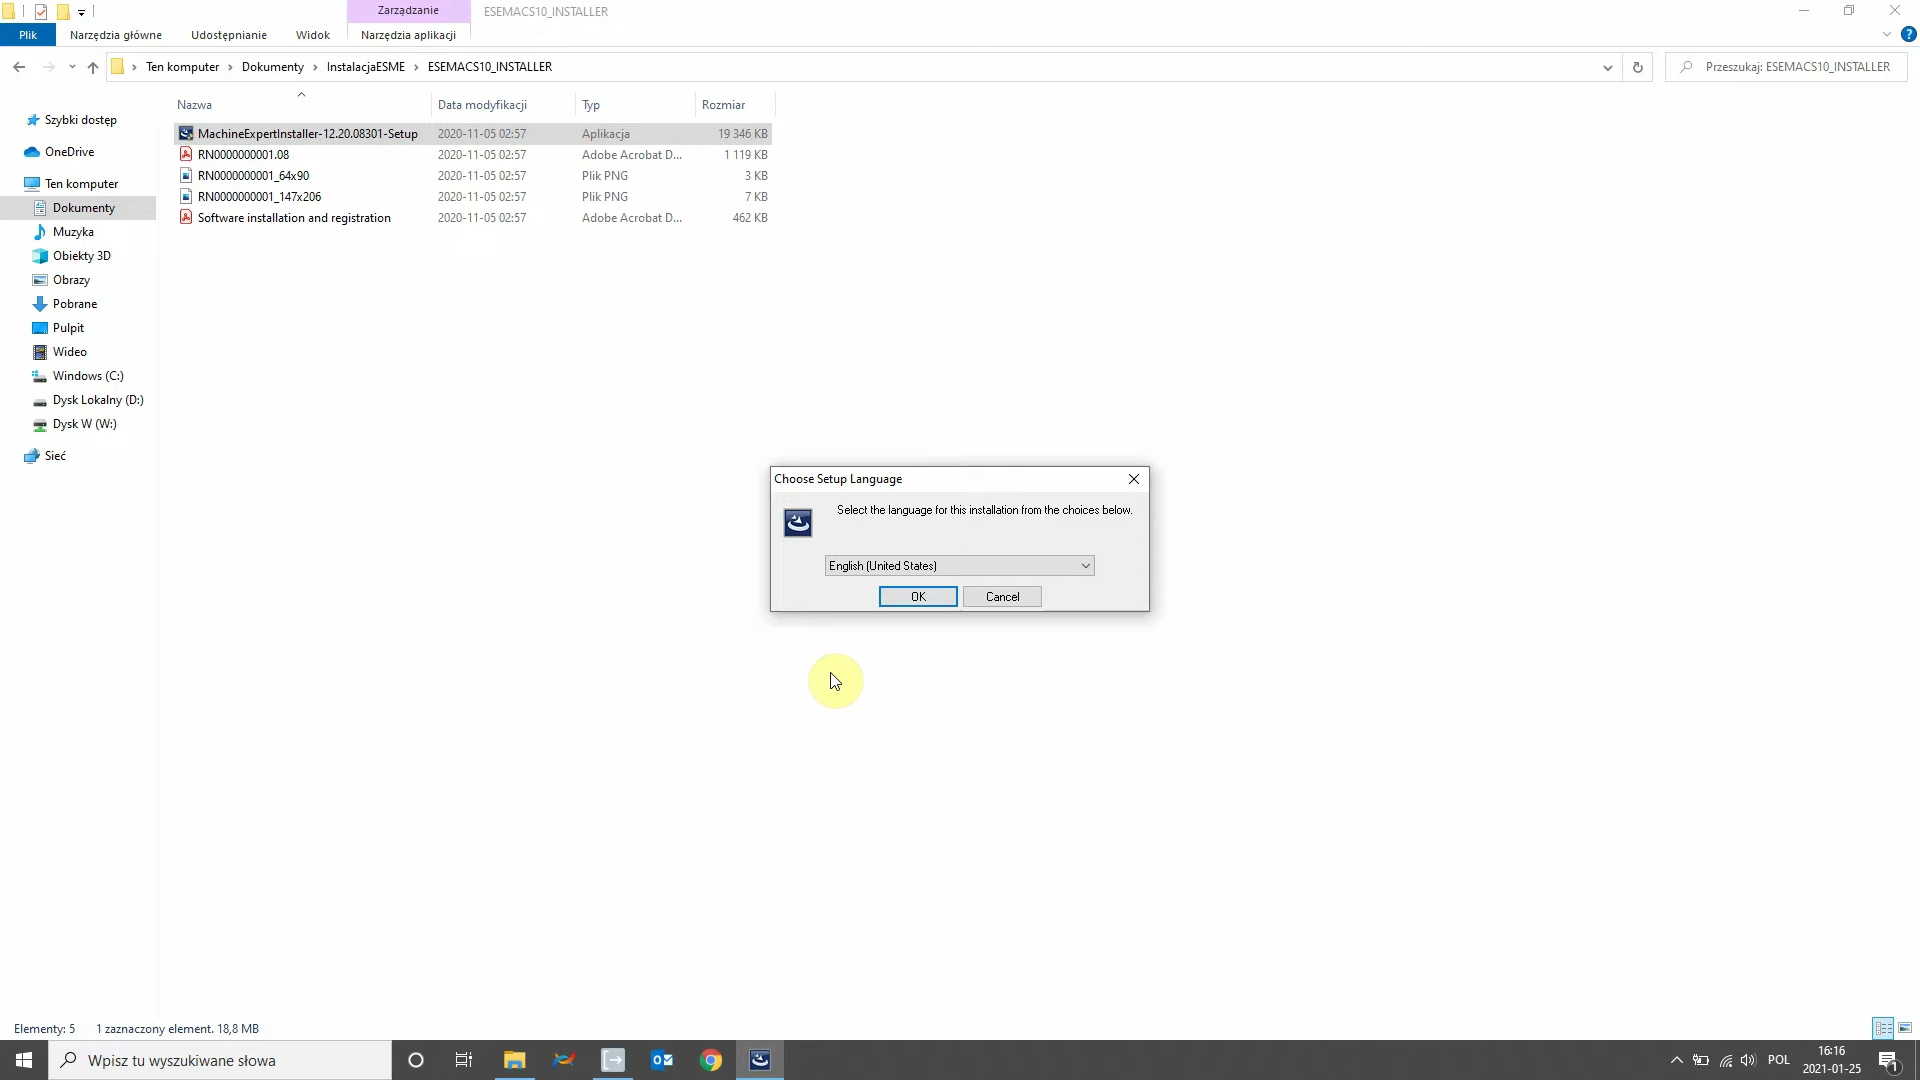 Zarządzanie
ESEMACS10_INSTALLER
Plik
Narzędzia główne
Udostępnianie
Widok
Narzędzia aplikacji
Ten komputer
Dokumenty
InstalacjaESME
ESEMACS10_INSTALLER
Przeszukaj: ESEMACS10_INSTALLER
Nazwa
Data modyfikacji
Typ
Rozmiar
MachineExpertInstaller-12.20.08301-Setup 2020-11-05 02:57 Aplikacja 19 346 KB
RN0000000001.08 2020-11-05 02:57 Adobe Acrobat D... 1 119 KB
RN0000000001_64x90 2020-11-05 02:57 Plik PNG 3 KB
RN0000000001_147x206 2020-11-05 02:57 Plik PNG 7 KB
Software installation and registration 2020-11-05 02:57 Adobe Acrobat D... 462 KB
Szybki dostęp
OneDrive
Ten komputer
Dokumenty
Muzyka
Obiekty 3D
Obrazy
Pobrane
Pulpit
Wideo
Windows (C:)
Dysk Lokalny (D:)
Dysk W (W:)
Sieć
Choose Setup Language
Select the language for this installation from the choices below.
English (United States)
OK
Cancel
Elementy: 5
1 zaznaczony element. 18,8 MB
Wpisz tu wyszukiwane słowa
POL
16:16
2021-01-25
1